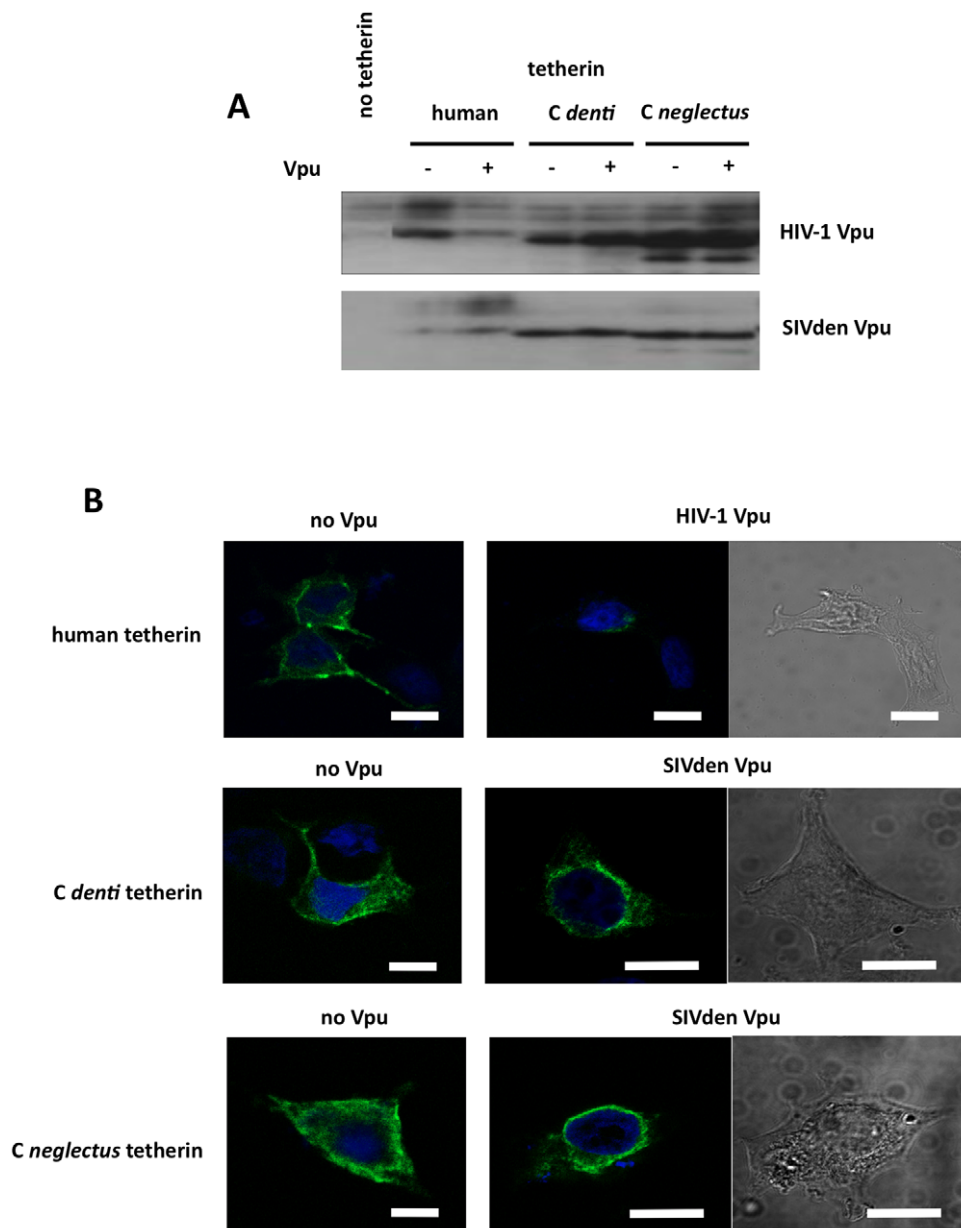 A
no tetherin
tetherin
human C denti C neglectus
Vpu - + - + - +
HIV-1 Vpu
SIVden Vpu
B
no Vpu HIV-1 Vpu
human tetherin
no Vpu SIVden Vpu
C denti tetherin
no Vpu SIVden Vpu
C neglectus tetherin